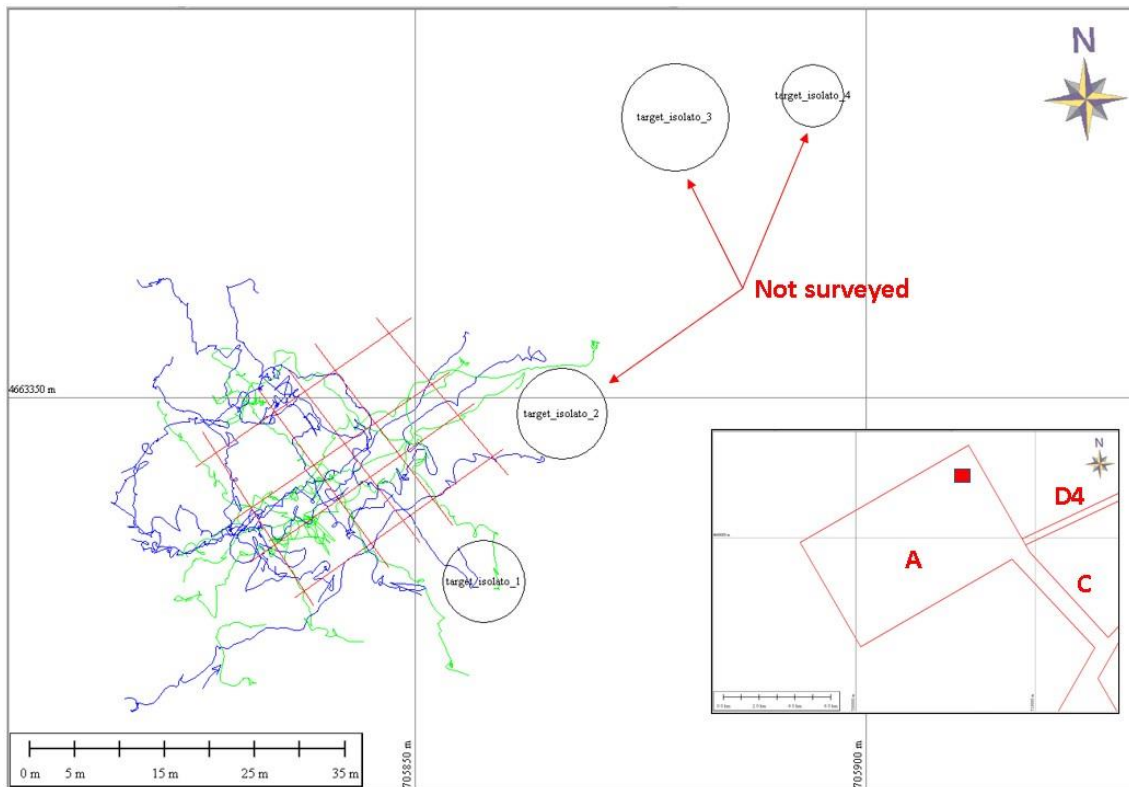 N
target_isolato_3
target_isolato_4
Not surveyed
4663350 m
target_isolato_2
target_isolato_1
N
D4
A
C
0 m 5 m 15 m 25 m 35 m
705850 m
705900 m